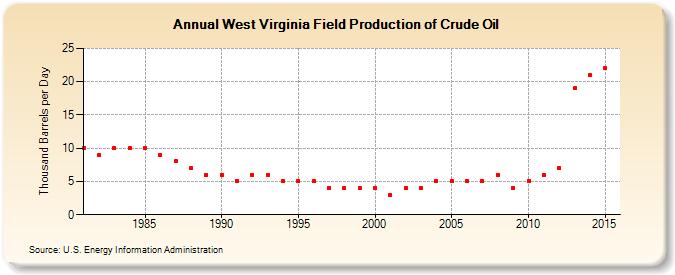 Annual West Virginia Field Production of Crude Oil
Thousand Barrels per Day
25
20
15
10
5
0
1985 1990 1995 2000 2005 2010 2015
Source: U.S. Energy Information Administration